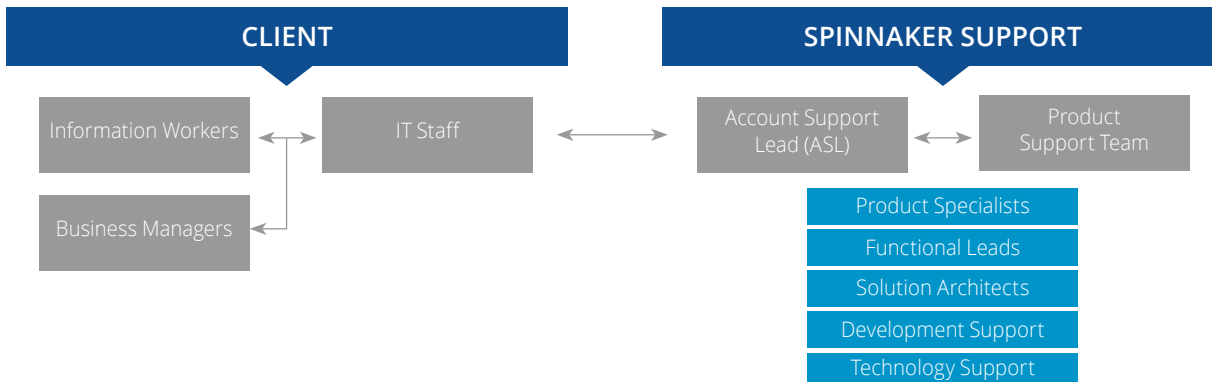 CLIENT
SPINNAKER SUPPORT
Information Workers
IT Staff
Account Support
Lead (ASL)
Product
Support Team
Business Managers
Product Specialists
Functional Leads
Solution Architects
Development Support
Technology Support